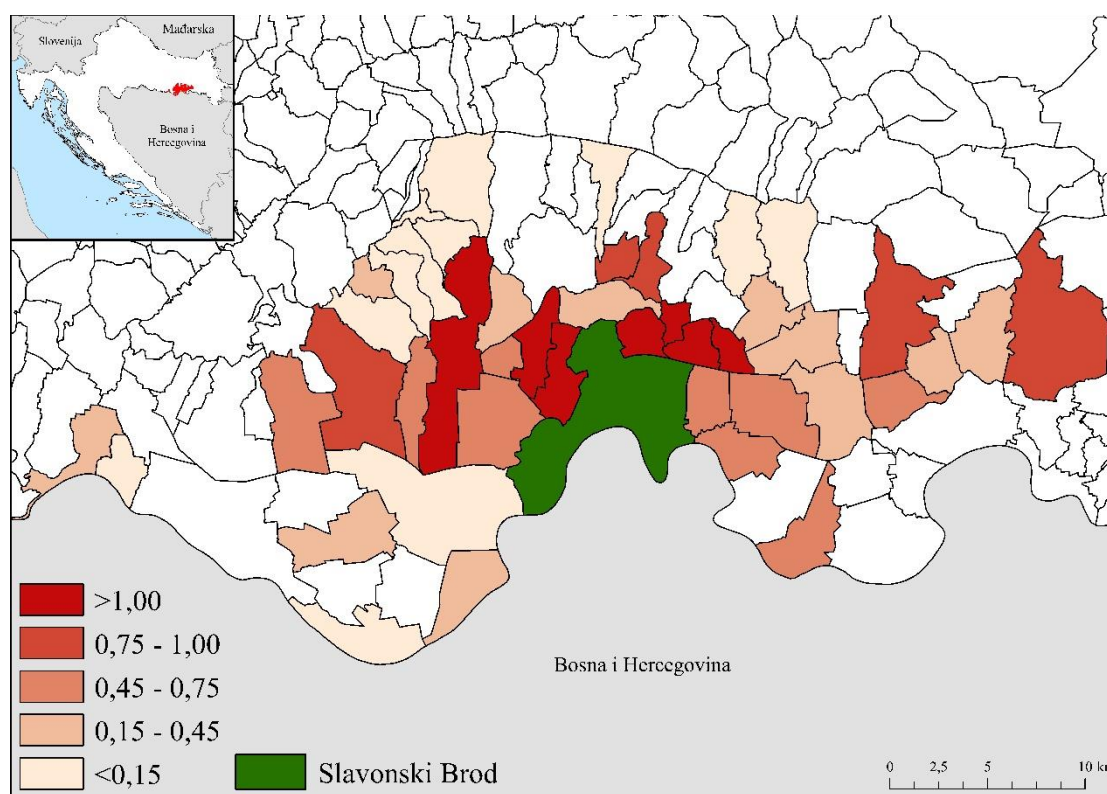 Slovenija
Mađarska
Bosna i
Hercegovina
Bosna i Hercegovina
>1,00
0,75 - 1,00
0,45 - 0,75
0,15 - 0,45
<0,15
Slavonski Brod
0 2,5 5 10 km